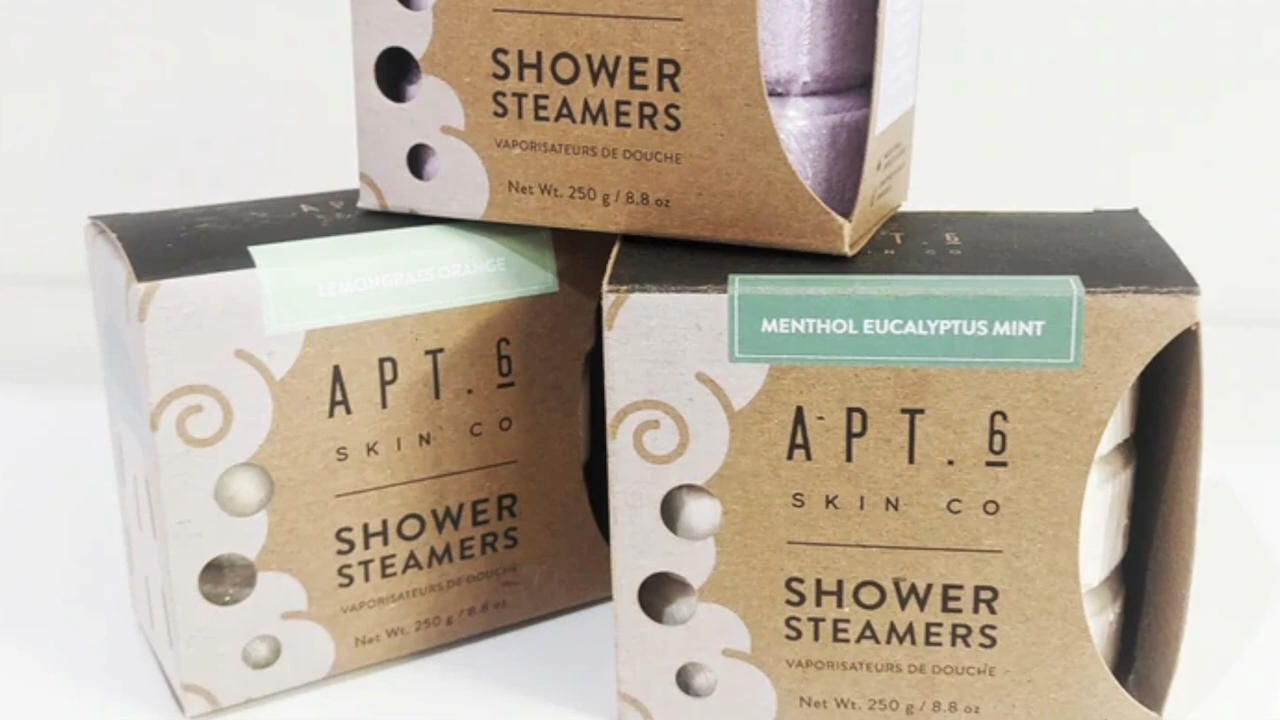 SHOWER
STEAMERS
VAPORISATEURS DE DOUCHE
Net Wt. 250 g / 8.8 oz
LEMONGRASS ORANGE
APT. 6
SKIN CO
SHOWER
STEAMERS
VAPORISATEURS DE DOUCHE
Net Wt. 250 g / 8.8 oz
MENTHOL EUCALYPTUS MINT
APT. 6
SKIN CO
SHOWER
STEAMERS
VAPORISATEURS DE DOUCHE
Net Wt. 250 g / 8.8 oz